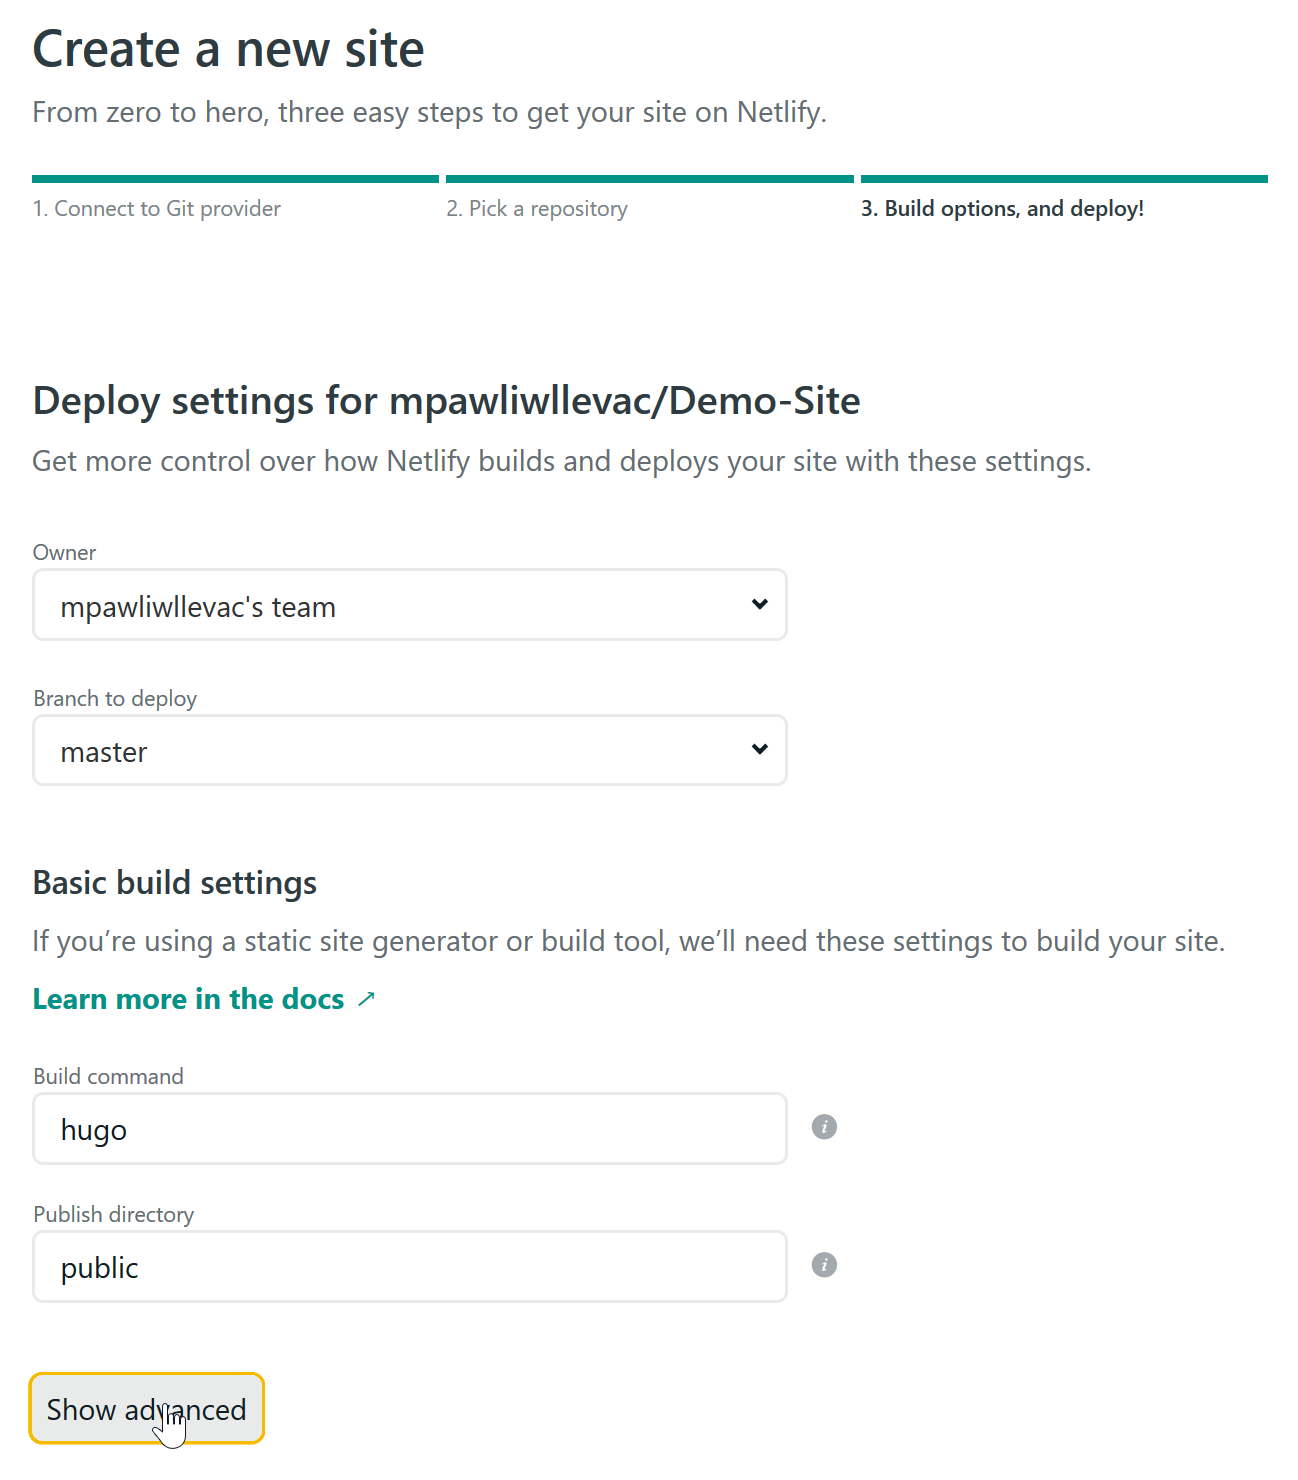 Create a new site
From zero to hero, three easy steps to get your site on Netlify.
1. Connect to Git provider
2. Pick a repository
3. Build options, and deploy!
Deploy settings for mpawliwllevac/Demo-Site
Get more control over how Netlify builds and deploys your site with these settings.
Owner
mpawliwllevac's team
Branch to deploy
master
Basic build settings
If you’re using a static site generator or build tool, we’ll need these settings to build your site.
Learn more in the docs ↗
Build command
hugo
Publish directory
public
Show advanced